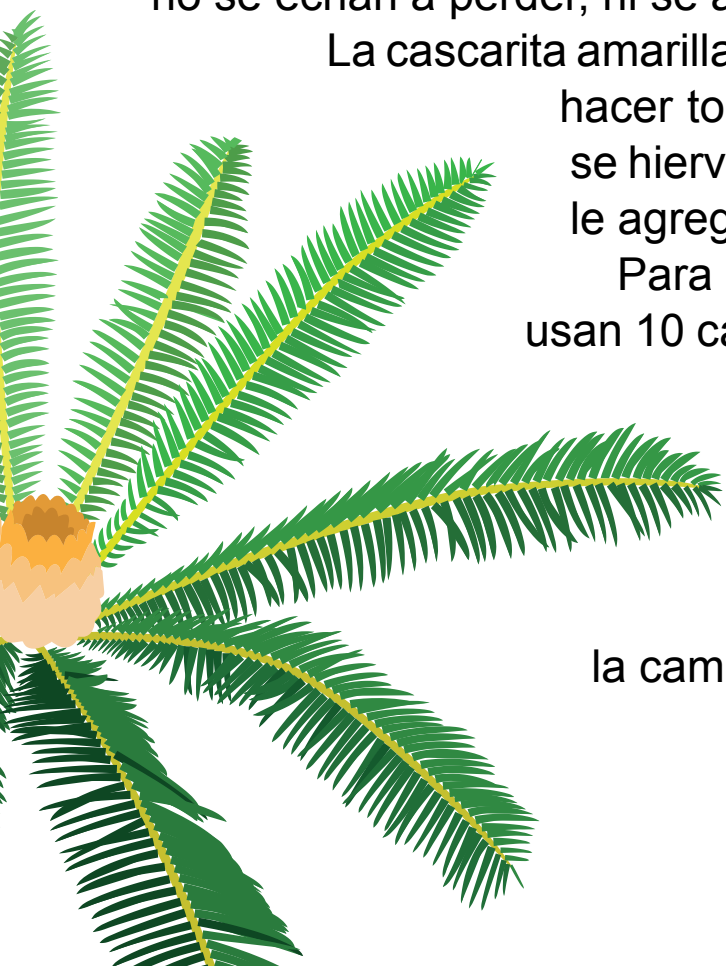 no se echan a perder, ni se a
La cascarita amarilla
hacer to
se hierv
le agreg
Para
usan 10 ca
la cam